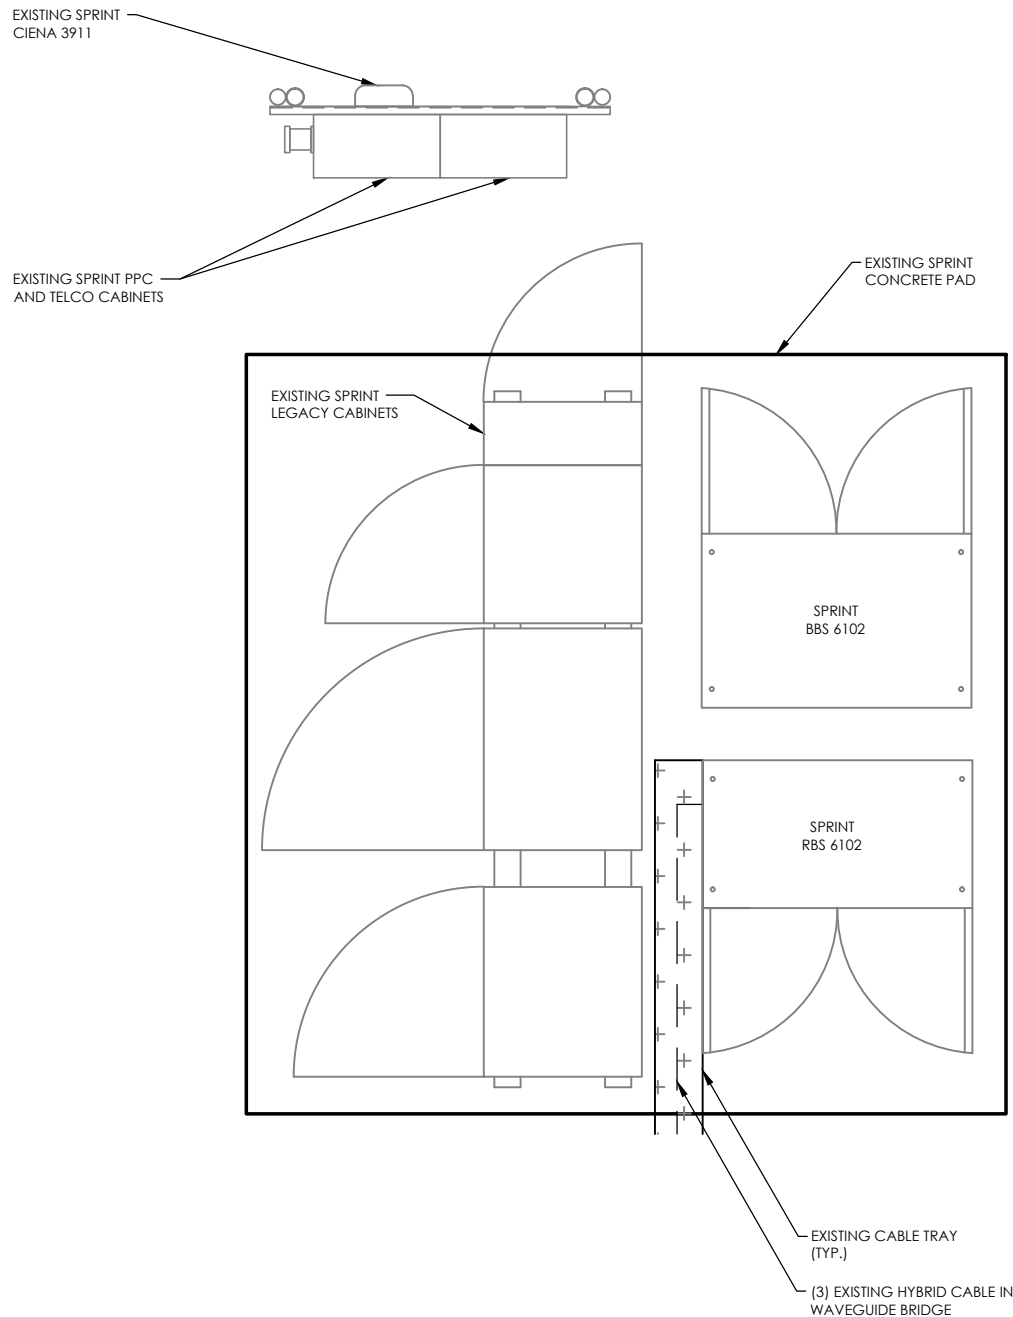 EXISTING SPRINT
CIENA 3911
EXISTING SPRINT PPC
AND TELCO CABINETS
EXISTING SPRINT
CONCRETE PAD
EXISTING SPRINT
LEGACY CABINETS
SPRINT
BBS 6102
SPRINT
RBS 6102
EXISTING CABLE TRAY
(TYP.)
(3) EXISTING HYBRID CABLE IN
WAVEGUIDE BRIDGE